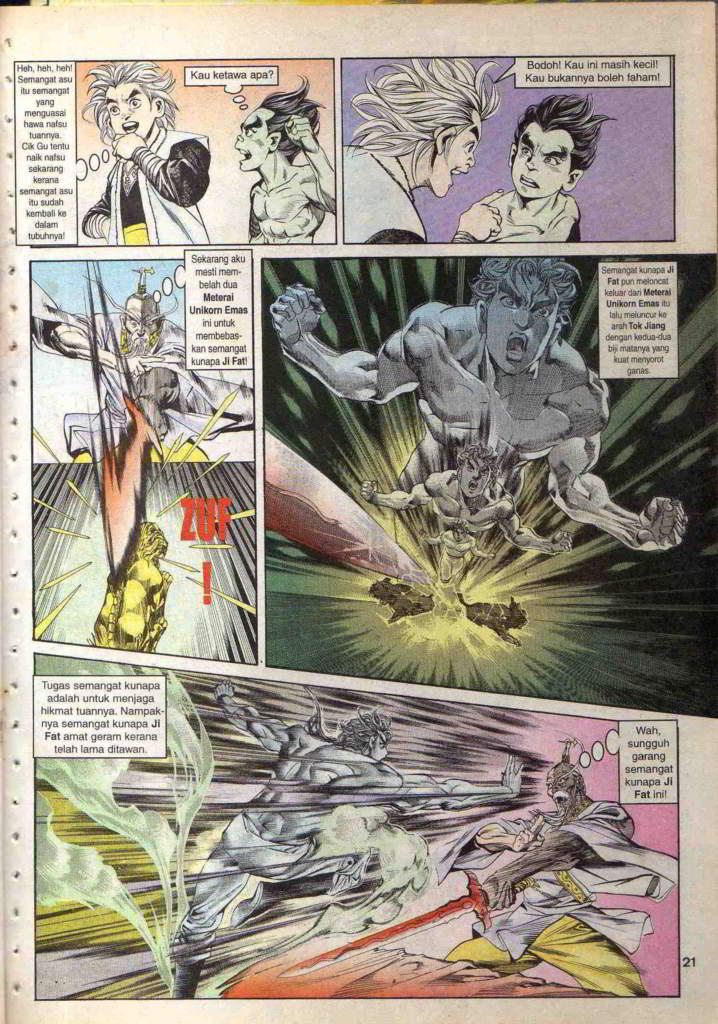 Heh, heh, heh!
Semangat asu
itu semangat
yang
menguasai
hawa nafsu
tuannya.
Cik Gu tentu
naik nafsu
sekarang
kerana
semangat asu
itu sudah
kembali ke
dalam
tubuhnya!
Kau ketawa apa?
Bodoh! Kau ini masih kecil!
Kau bukannya boleh faham!
Sekarang aku
mesti mem-
belah dua
Meterai
Unikorn Emas
ini untuk
membebas-
kan semangat
kunapa Ji Fat!
ZUF
!
Semangat kunapa Ji
Fat pun meloncat
keluar dari Meterai
Unikorn Emas itu
lalu meluncur ke
arah Tok Jiang
dengan kedua-dua
biji matanya yang
kuat menyorot
ganas.
Tugas semangat kunapa
adalah untuk menjaga
hikmat tuannya. Nampak-
nya semangat kunapa Ji
Fat amat geram kerana
telah lama ditawan.
Wah,
sungguh
garang
semangat
kunapa Ji
Fat ini!
21